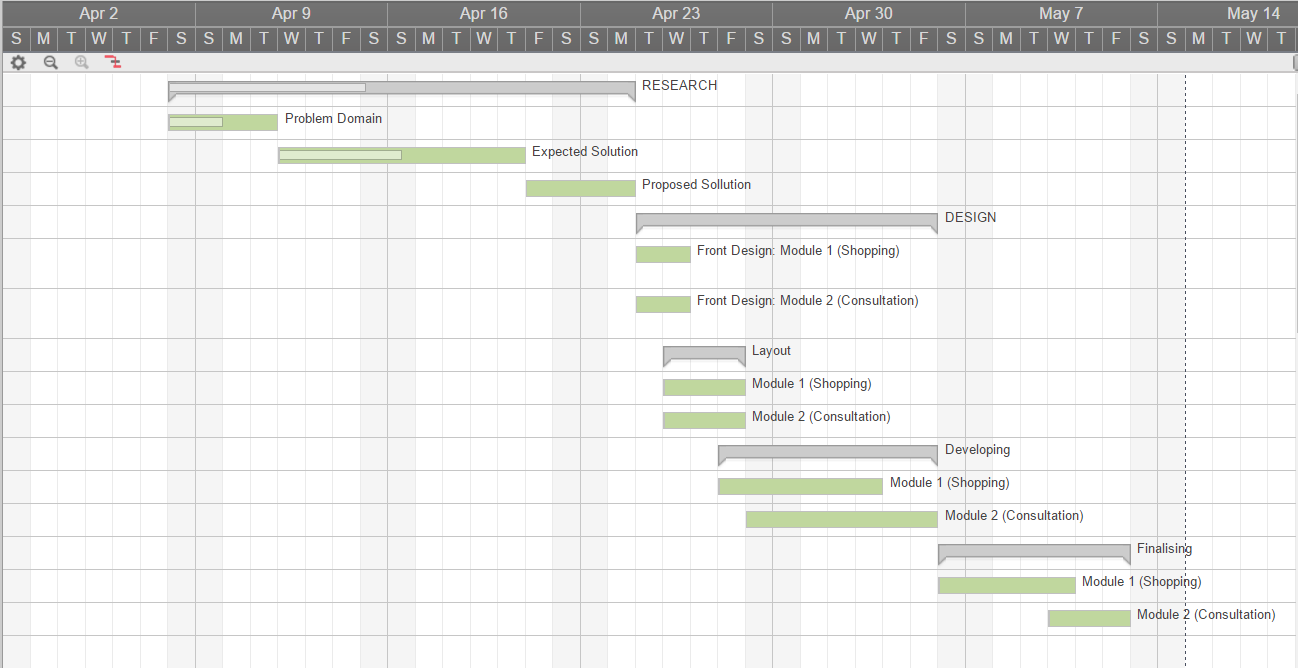 Apr 2 Apr 9 Apr 16 Apr 23 Apr 30 May 7 May 14
S M T W T F S S M T W T F S S M T W T F S S M T W T F S S M T W T F S S M T W T F S S M T W T
RESEARCH
Problem Domain
Expected Solution
Proposed Sollution
DESIGN
Front Design: Module 1 (Shopping)
Front Design: Module 2 (Consultation)
Layout
Module 1 (Shopping)
Module 2 (Consultation)
Developing
Module 1 (Shopping)
Module 2 (Consultation)
Finalising
Module 1 (Shopping)
Module 2 (Consultation)